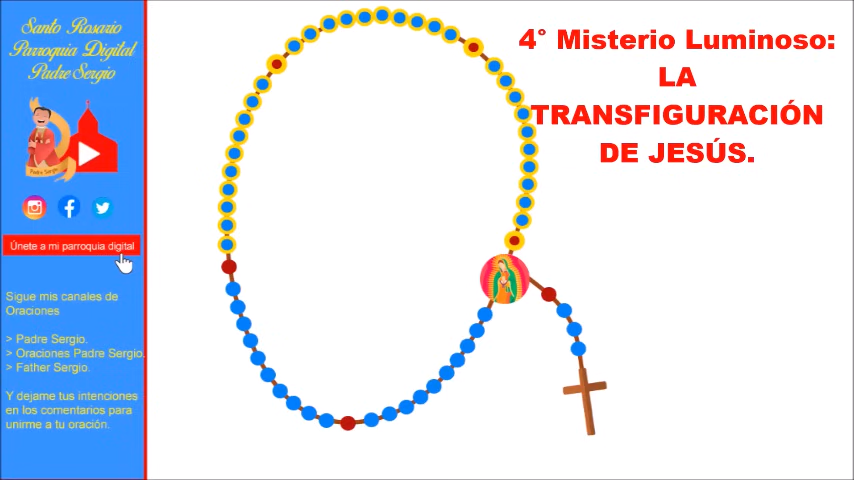 Santo Rosario
Parroquia Digital
Padre Sergio
Padre Sergio
Únete a mi parroquia digital
Sigue mis canales de
Oraciones
> Padre Sergio.
> Oraciones Padre Sergio.
> Father Sergio.
Y dejame tus intenciones
en los comentarios para
unirme a tu oración.
4° Misterio Luminoso:
LA
TRANSFIGURACIÓN
DE JESÚS.